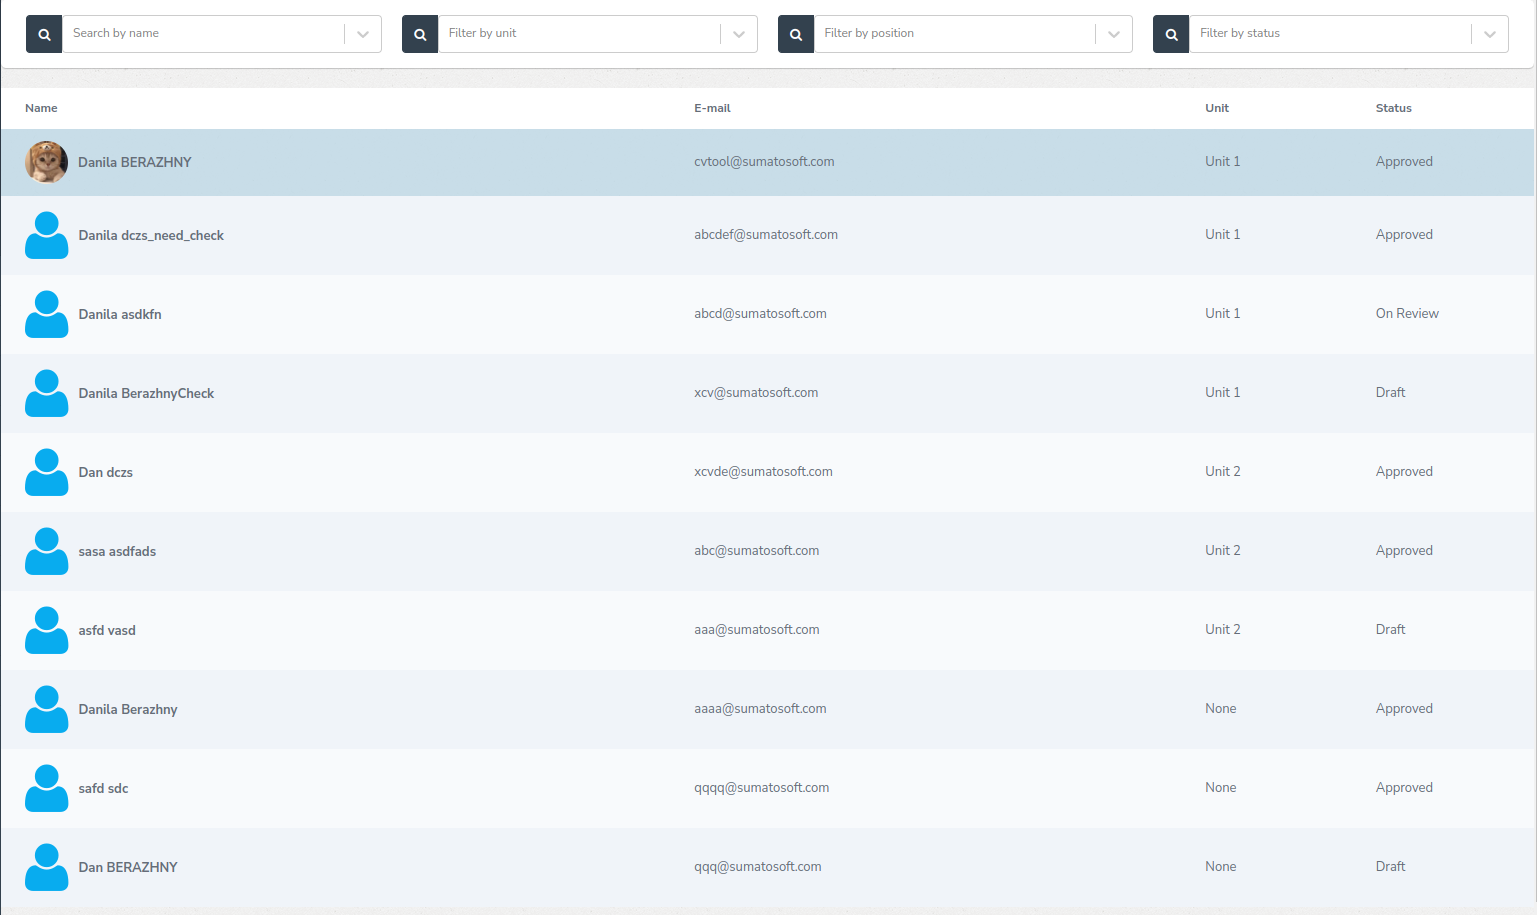 Search by name Filter by unit Filter by position Filter by status
Name E-mail Unit Status
Danila BERAZHNY cvtool@sumatosoft.com Unit 1 Approved
Danila dczs_need_check abcdef@sumatosoft.com Unit 1 Approved
Danila asdkfn abcd@sumatosoft.com Unit 1 On Review
Danila BerazhnyCheck xcv@sumatosoft.com Unit 1 Draft
Dan dczs xcvde@sumatosoft.com Unit 2 Approved
sasa asdfads abc@sumatosoft.com Unit 2 Approved
asfd vasd aaa@sumatosoft.com Unit 2 Draft
Danila Berazhny aaaa@sumatosoft.com None Approved
safd sdc qqqq@sumatosoft.com None Approved
Dan BERAZHNY qqq@sumatosoft.com None Draft